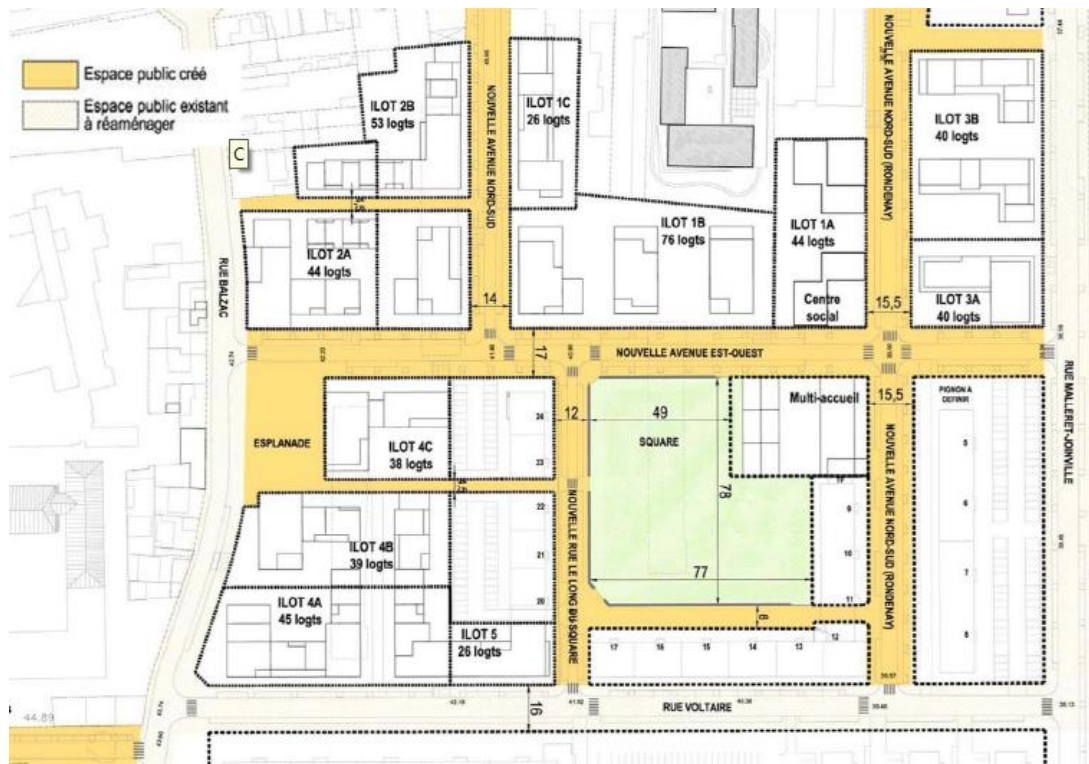 Espace public créé
Espace public existant
à réaménager
C
ILOT 2B
53 logts
NOUVELLE AVENUE NORD-SUD
ILOT 1C
26 logts
NOUVELLE AVENUE NORD-SUD (RONDENAY)
ILOT 3B
40 logts
ILOT 1B
76 logts
ILOT 1A
44 logts
ILOT 2A
44 logts
RUE BALZAC
Centre
social
ILOT 3A
40 logts
14
15,5
17
NOUVELLE AVENUE EST-OUEST
RUE MALLERET-JOINVILLE
ESPLANADE
ILOT 4C
38 logts
24
23
12
49
SQUARE
78
77
Multi-accueil
15,5
PIGNON A
DEFINIR
5
6
7
8
9
10
11
NOUVELLE AVENUE NORD-SUD (RONDENAY)
NOUVELLE RUE LE LONG DU SQUARE
22
21
20
ILOT 4B
39 logts
ILOT 4A
45 logts
ILOT 5
26 logts
8
17
16
15
14
13
12
16
RUE VOLTAIRE
44.89